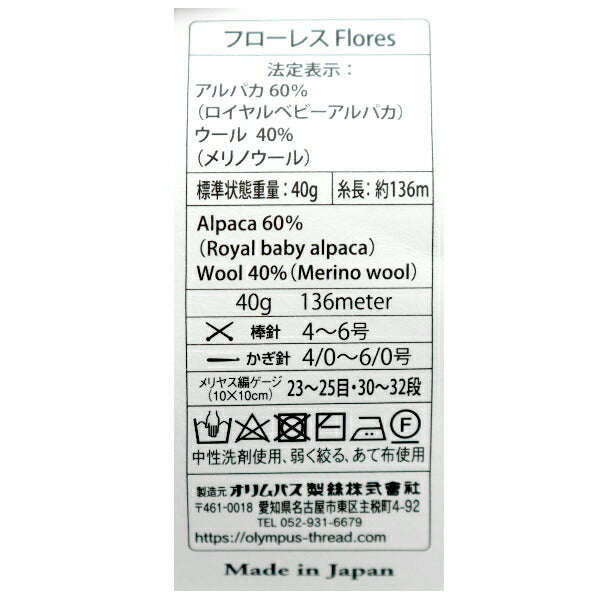 フローレス Flores
法定表示：
アルパカ 60%
（ロイヤルベビーアルパカ）
ウール 40%
（メリノウール）
標準状態重量：40g 糸長：約136m
Alpaca 60%
（Royal baby alpaca）
Wool 40%（Merino wool）
40g 136meter
棒針 4～6号
かぎ針 4/0～6/0号
メリヤス編ゲージ
（10×10cm） 23～25目・30～32段
F
中性洗剤使用、弱く絞る、あて布使用
製造元 オリムパス製絲株式會社
〒461-0018 愛知県名古屋市東区主税町4-92
TEL 052-931-6679
https://olympus-thread.com/
Made in Japan